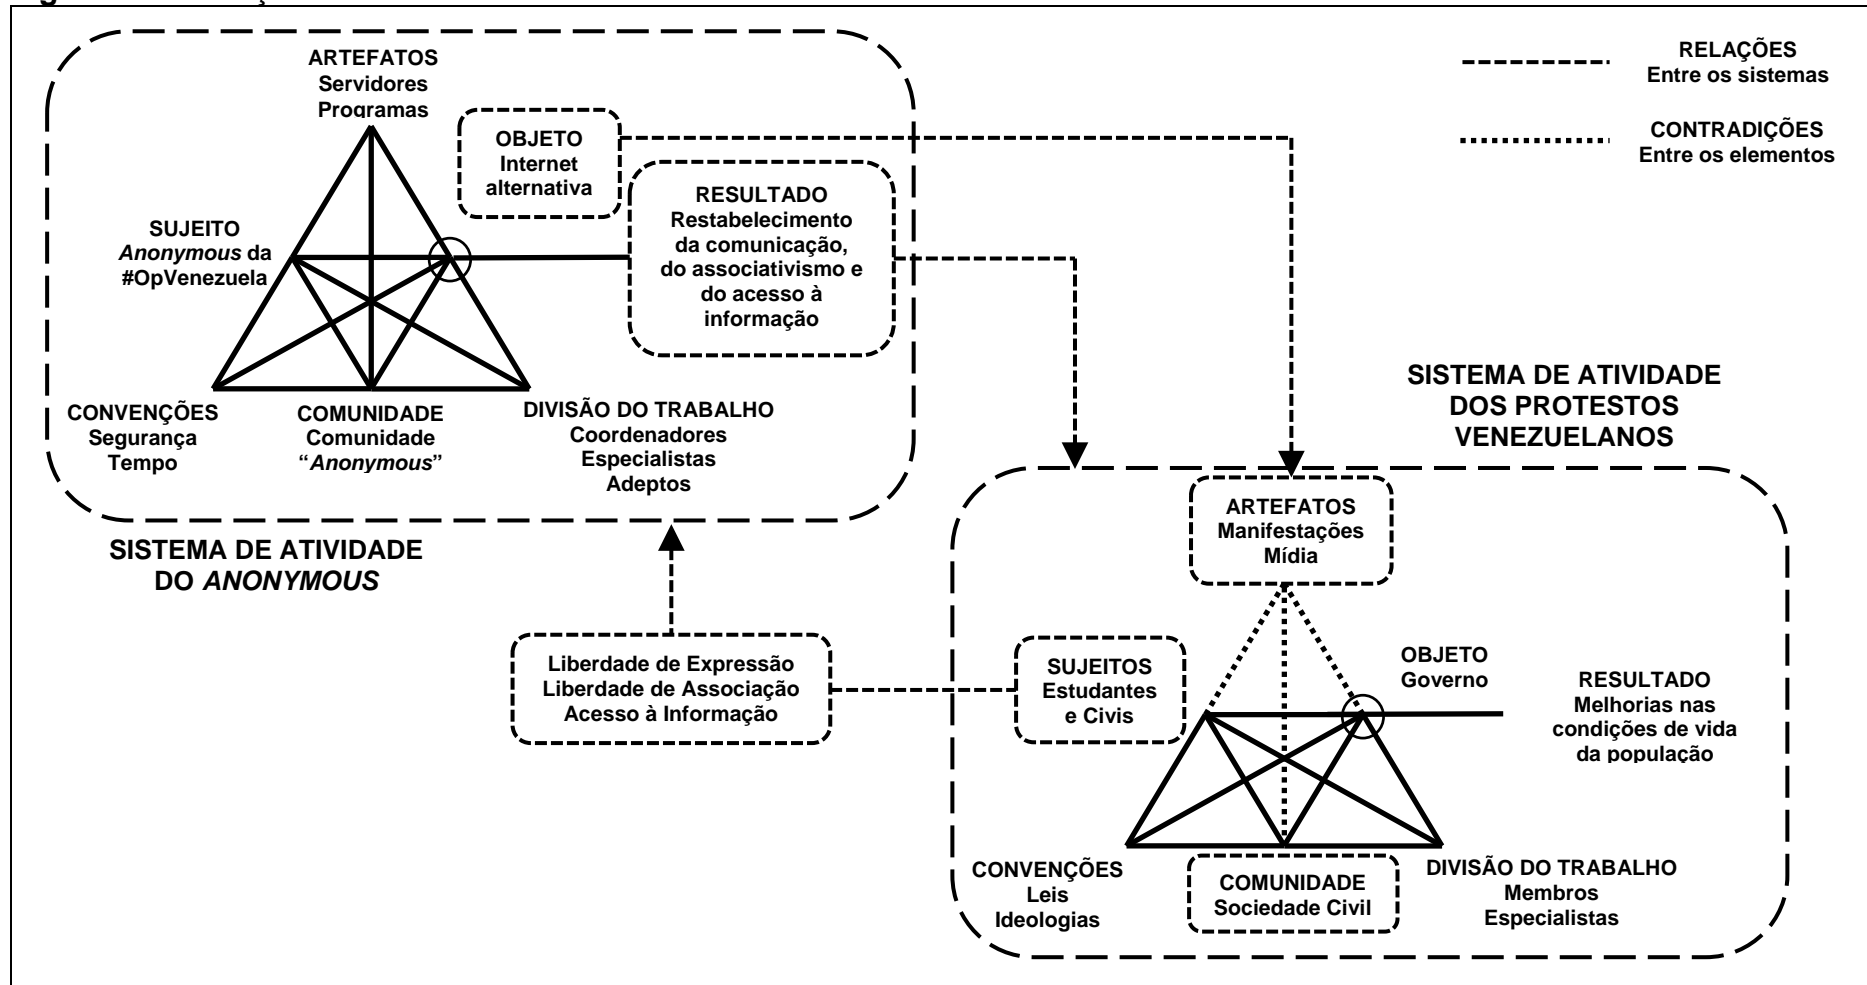 ARTEFATOS
Servidores
Programas
OBJETO
Internet
alternativa
RESULTADO
Restabelecimento
da comunicação,
do associativismo e
do acesso à
informação
SUJEITO
Anonymous da
#OpVenezuela
CONVENÇÕES
Segurança
Tempo
COMUNIDADE
Comunidade
“Anonymous”
DIVISÃO DO TRABALHO
Coordenadores
Especialistas
Adeptos
SISTEMA DE ATIVIDADE
DO ANONYMOUS
RELAÇÕES
Entre os sistemas
CONTRADIÇÕES
Entre os elementos
SISTEMA DE ATIVIDADE
DOS PROTESTOS
VENEZUELANOS
Liberdade de Expressão
Liberdade de Associação
Acesso à Informação
ARTEFATOS
Manifestações
Mídia
SUJEITOS
Estudantes
e Civis
OBJETO
Governo
RESULTADO
Melhorias nas
condições de vida
da população
CONVENÇÕES
Leis
Ideologias
COMUNIDADE
Sociedade Civil
DIVISÃO DO TRABALHO
Membros
Especialistas